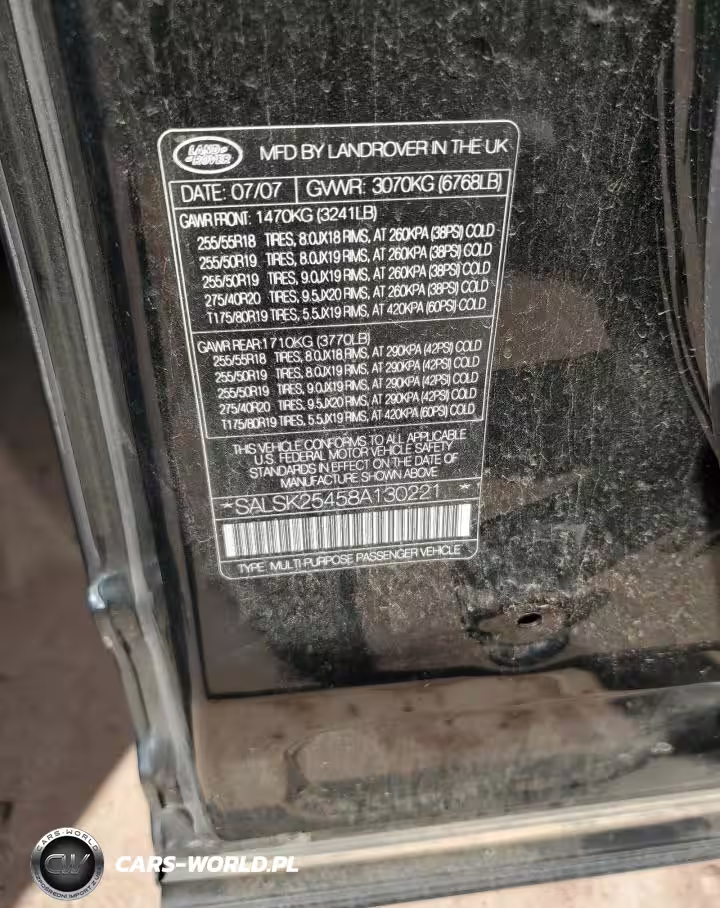 LAND-
-ROVER
MFD BY LANDROVER IN THE UK
DATE: 07/07 GVWR: 3070KG (6768LB)
GAWR FRONT: 1470KG (3241LB)
255/55R18 TIRES, 8.0JX18 RIMS, AT 260KPA (38PSI) COLD
255/50R19 TIRES, 8.0JX19 RIMS, AT 260KPA (38PSI) COLD
255/50R19 TIRES, 9.0JX19 RIMS, AT 260KPA (38PSI) COLD
275/40R20 TIRES, 9.5JX20 RIMS, AT 260KPA (38PSI) COLD
T175/80R19 TIRES, 5.5JX19 RIMS, AT 420KPA (60PSI) COLD
GAWR REAR: 1710KG (3770LB)
255/55R18 TIRES, 8.0JX18 RIMS, AT 290KPA (42PSI) COLD
255/50R19 TIRES, 8.0JX19 RIMS, AT 290KPA (42PSI) COLD
255/50R19 TIRES, 9.0JX19 RIMS, AT 290KPA (42PSI) COLD
275/40R20 TIRES, 9.5JX20 RIMS, AT 290KPA (42PSI) COLD
T175/80R19 TIRES, 5.5JX19 RIMS, AT 420KPA (60PSI) COLD
THIS VEHICLE CONFORMS TO ALL APPLICABLE
U.S. FEDERAL MOTOR VEHICLE SAFETY
STANDARDS IN EFFECT ON THE DATE OF
MANUFACTURE SHOWN ABOVE
*SALSK25458A130221 *
TYPE: MULTI-PURPOSE PASSENGER VEHICLE
CARS-WORLD
CW
CARS-WORLD.PL